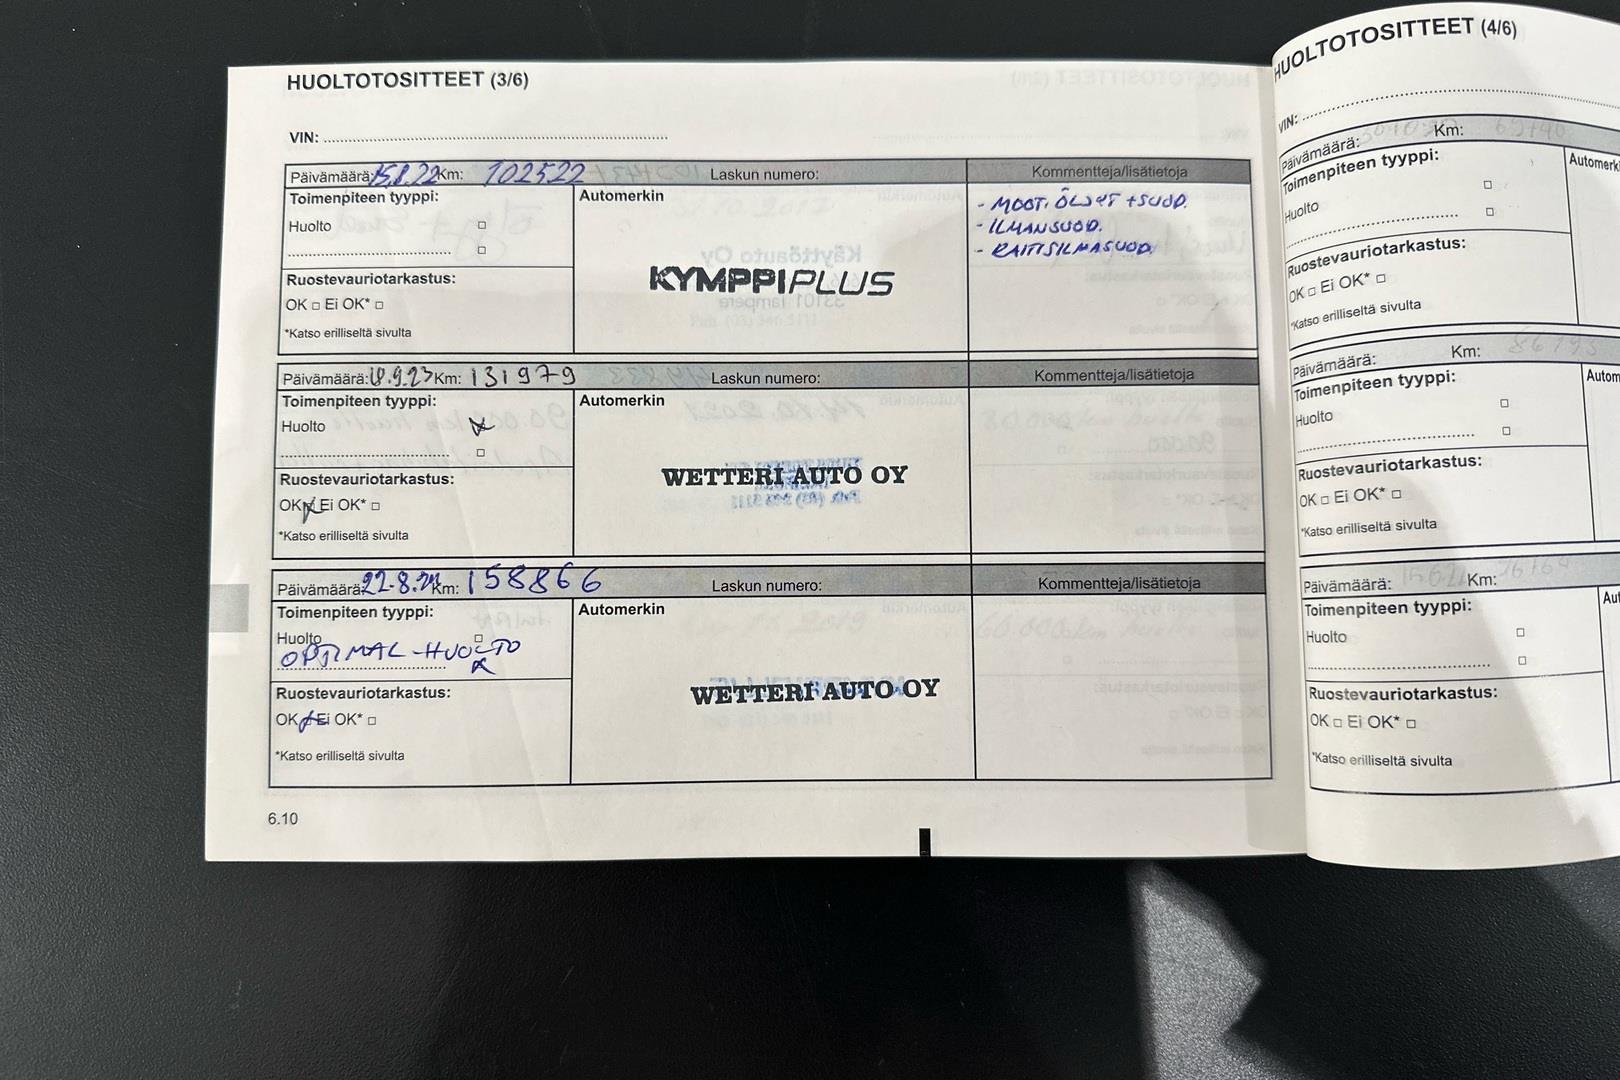 HUOLTOTOSITTEET (3/6)
VIN:
Päivämäärä: 15.8.22 Km: 102522 Laskun numero: Kommentteja/lisätietoja
Toimenpiteen tyyppi: Automerkin
- MOOT. ÖLJYT + SUOD.
Huolto
- ILMANSUOD.
- RAITISILMASUOD.
Ruostevauriotarkastus:
KYMPPIPLUS
OK Ei OK*
*Katso erilliseltä sivulta
Päivämäärä: 18.9.23 Km: 131979 Laskun numero: Kommentteja/lisätietoja
Toimenpiteen tyyppi: Automerkin
Huolto
Ruostevauriotarkastus:
WETTERI AUTO OY
OK Ei OK*
*Katso erilliseltä sivulta
Päivämäärä: 22.8.24 Km: 158866 Laskun numero: Kommentteja/lisätietoja
Toimenpiteen tyyppi: Automerkin
Huolto
OPTIMAL-HUOLTO
Ruostevauriotarkastus:
WETTERI AUTO OY
OK Ei OK*
*Katso erilliseltä sivulta
6.10
HUOLTOTOSITTEET (4/6)
VIN:
Päivämäärä: Km:
Toimenpiteen tyyppi:
Huolto
Ruostevauriotarkastus:
OK Ei OK*
*Katso erilliseltä sivulta
Päivämäärä: Km:
Toimenpiteen tyyppi:
Huolto
Ruostevauriotarkastus:
OK Ei OK*
*Katso erilliseltä sivulta
Päivämäärä: Km:
Toimenpiteen tyyppi:
Huolto
Ruostevauriotarkastus:
OK Ei OK*
*Katso erilliseltä sivulta